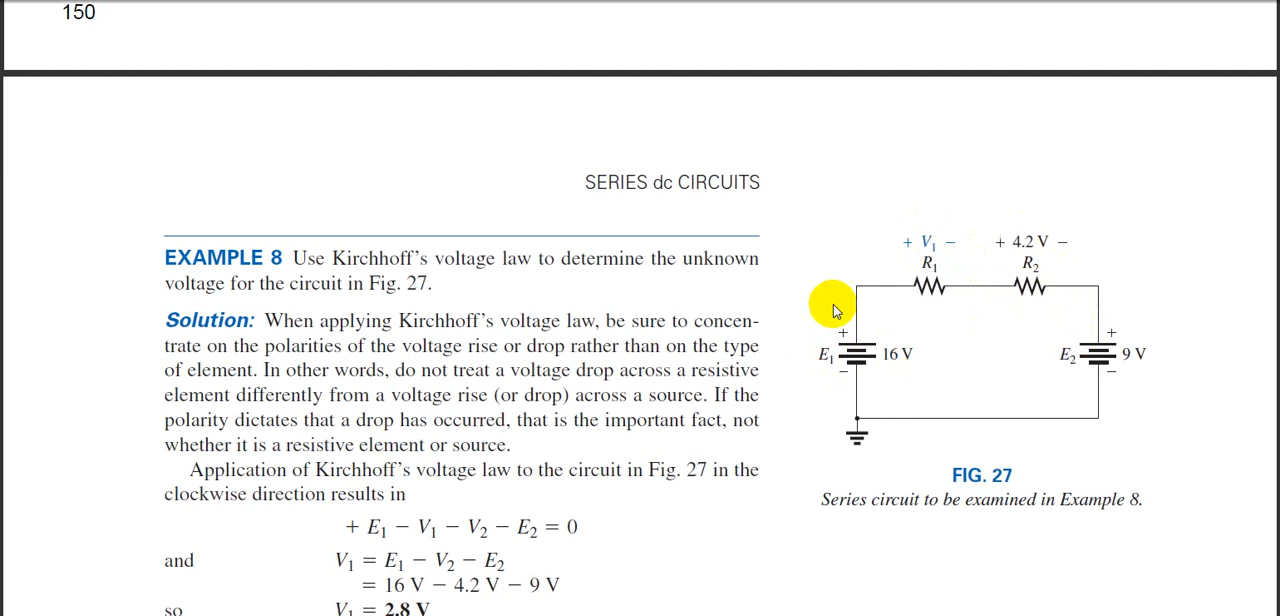 150
SERIES dc CIRCUITS
EXAMPLE 8 Use Kirchhoff's voltage law to determine the unknown
voltage for the circuit in Fig. 27.
Solution: When applying Kirchhoff's voltage law, be sure to concen-
trate on the polarities of the voltage rise or drop rather than on the type
of element. In other words, do not treat a voltage drop across a resistive
element differently from a voltage rise (or drop) across a source. If the
polarity dictates that a drop has occurred, that is the important fact, not
whether it is a resistive element or source.
Application of Kirchhoff's voltage law to the circuit in Fig. 27 in the
clockwise direction results in
+ E₁ − V₁ − V₂ − E₂ = 0
and V₁ = E₁ − V₂ − E₂
= 16 V − 4.2 V − 9 V
so V₁ = 2.8 V
+ V₁ − + 4.2 V −
R₁ R₂
+ +
E₁ 16 V E₂ 9 V
− −
FIG. 27
Series circuit to be examined in Example 8.